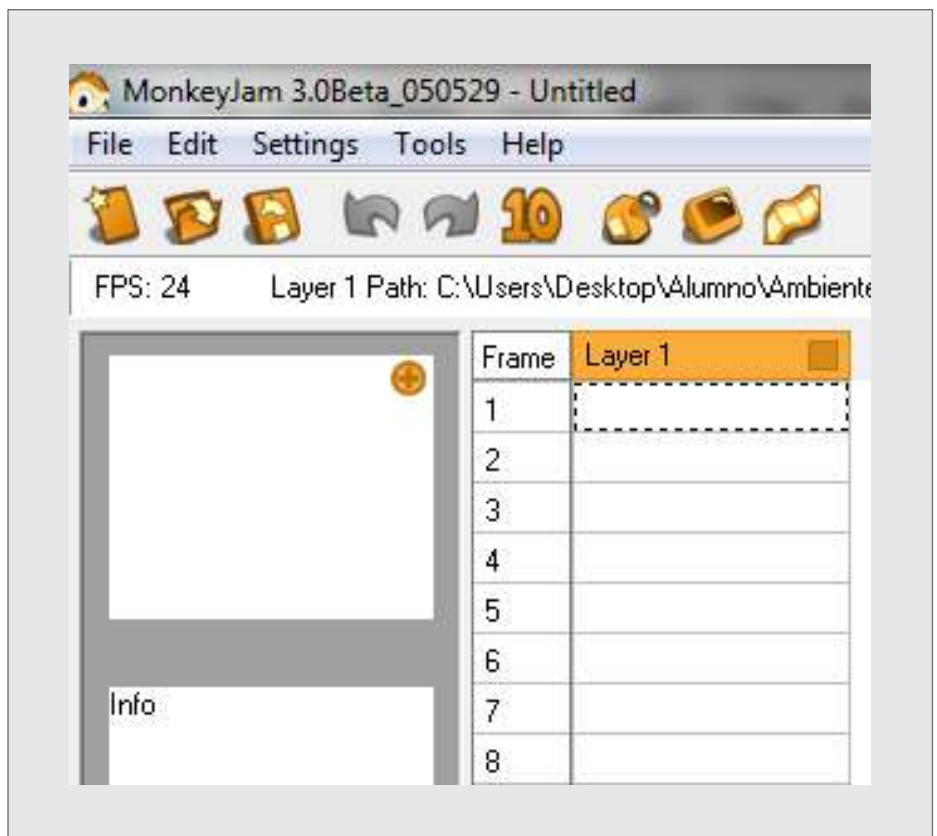 MonkeyJam 3.0Beta_050529 - Untitled
File Edit Settings Tools Help
10
FPS: 24 Layer 1 Path: C:\Users\Desktop\Alumno\Ambiente
Frame Layer 1
1
2
3
4
5
6
Info
7
8